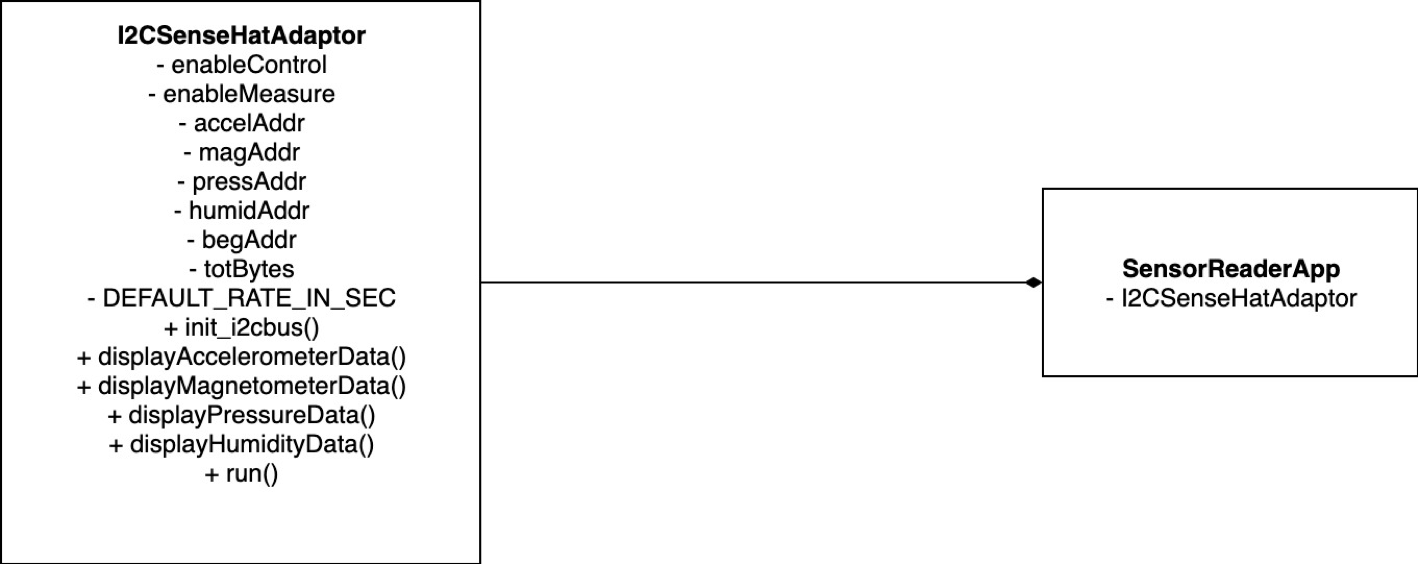 I2CSenseHatAdaptor
- enableControl
- enableMeasure
- accelAddr
- magAddr
- pressAddr
- humidAddr
- begAddr
- totBytes
- DEFAULT_RATE_IN_SEC
+ init_i2cbus()
+ displayAccelerometerData()
+ displayMagnetometerData()
+ displayPressureData()
+ displayHumidityData()
+ run()
SensorReaderApp
- I2CSenseHatAdaptor